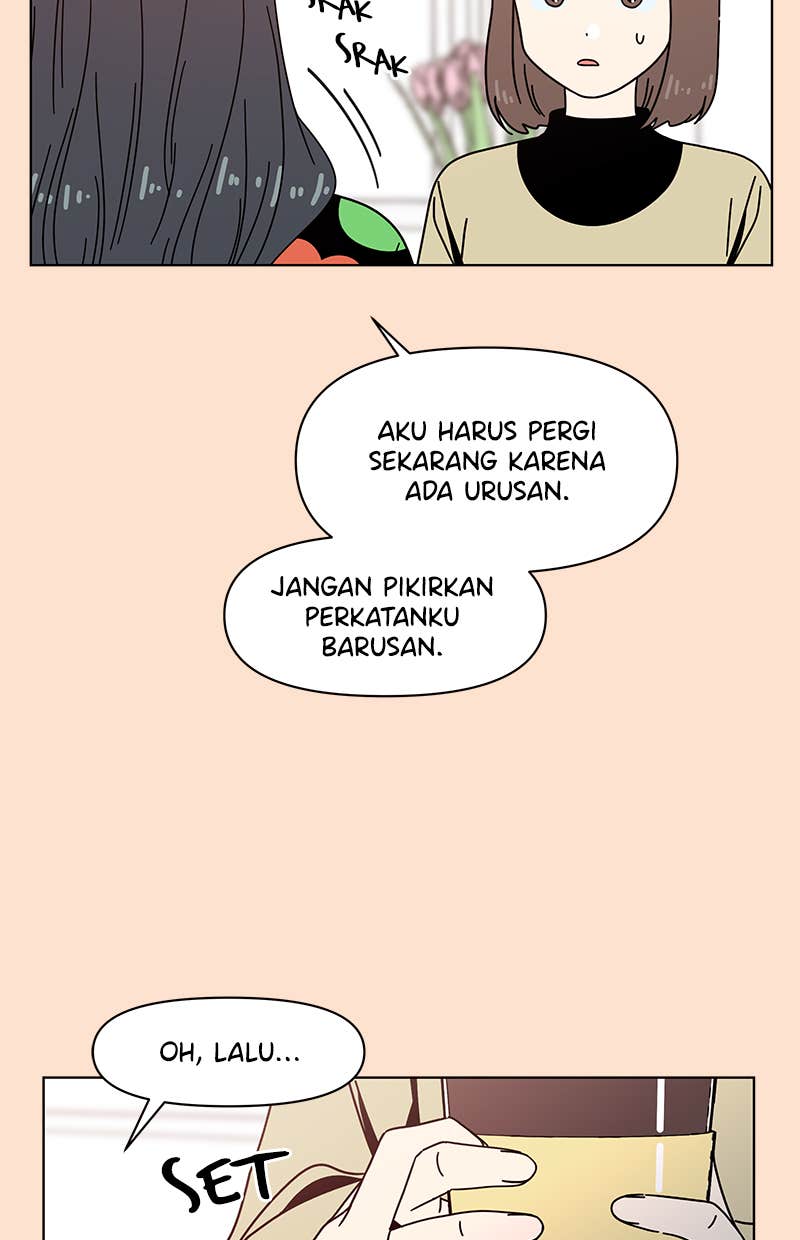 SRAK
SRAK
AKU HARUS PERGI
SEKARANG KARENA
ADA URUSAN.
JANGAN PIKIRKAN
PERKATANKU
BARUSAN.
OH, LALU...
SET